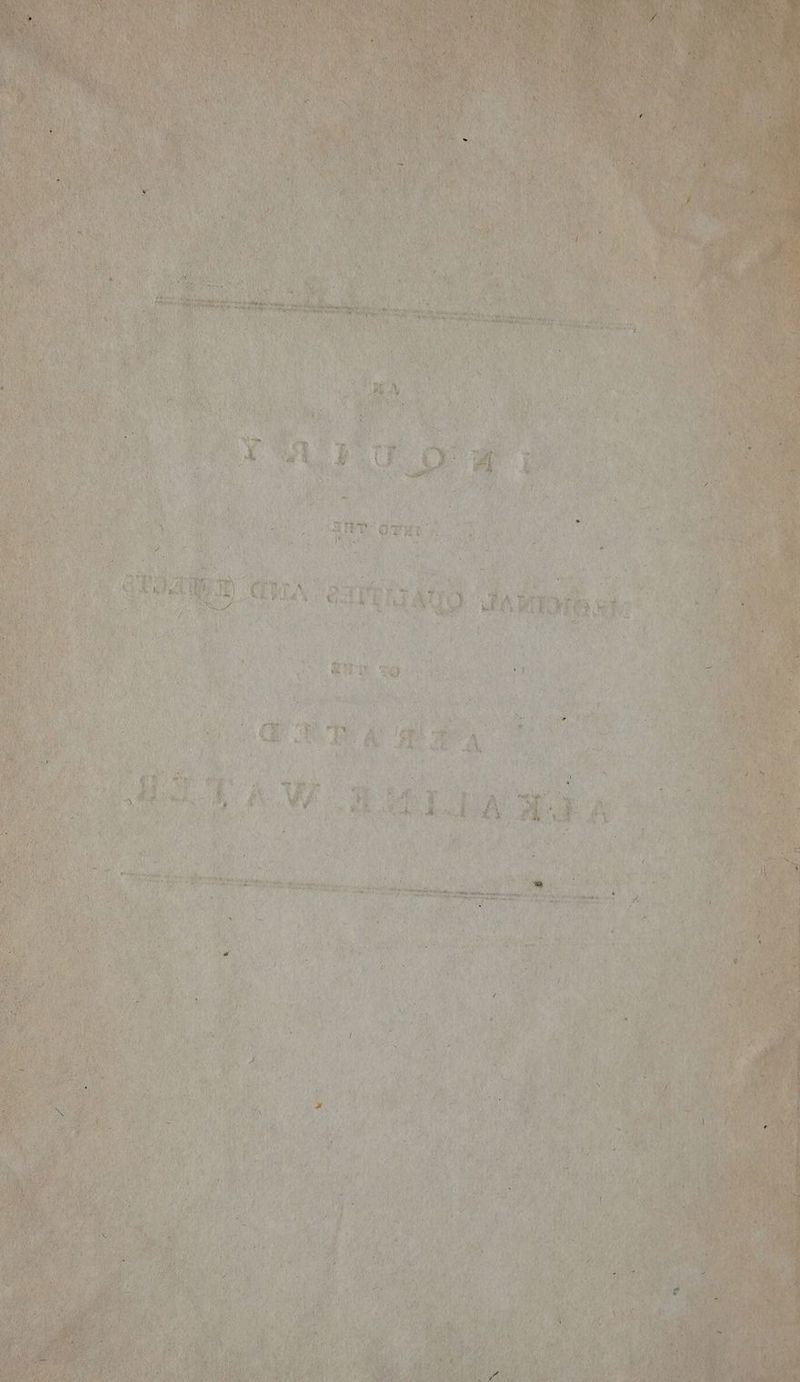 AN
INQUIRY
INTO THE
MEDICINAL QUALITIES AND EFFECTS
OF THE
AERATED
ALKALINE WATER.